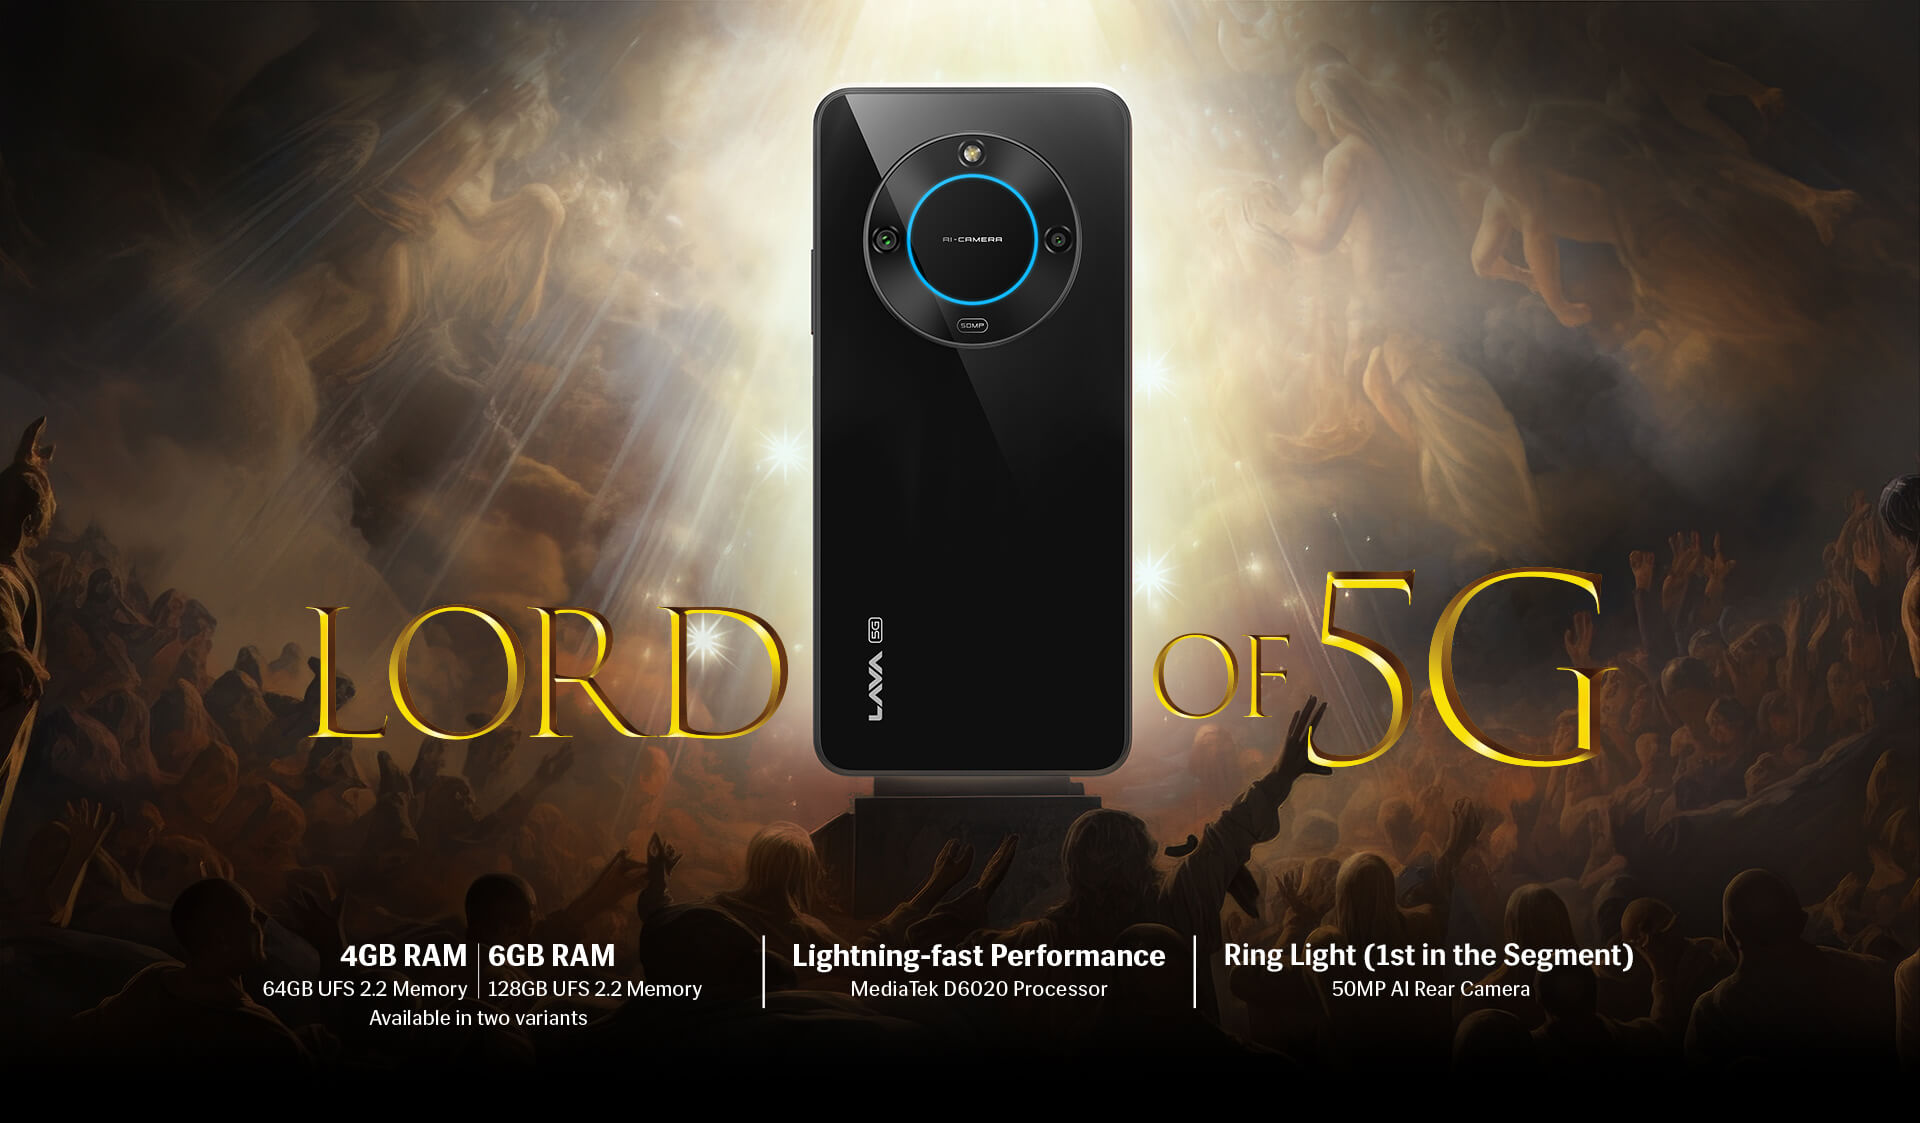 AI-CAMERA
50MP
LAVA 5G
LORD OF 5G
4GB RAM | 6GB RAM
64GB UFS 2.2 Memory | 128GB UFS 2.2 Memory
Available in two variants
Lightning-fast Performance
MediaTek D6020 Processor
Ring Light (1st in the Segment)
50MP AI Rear Camera